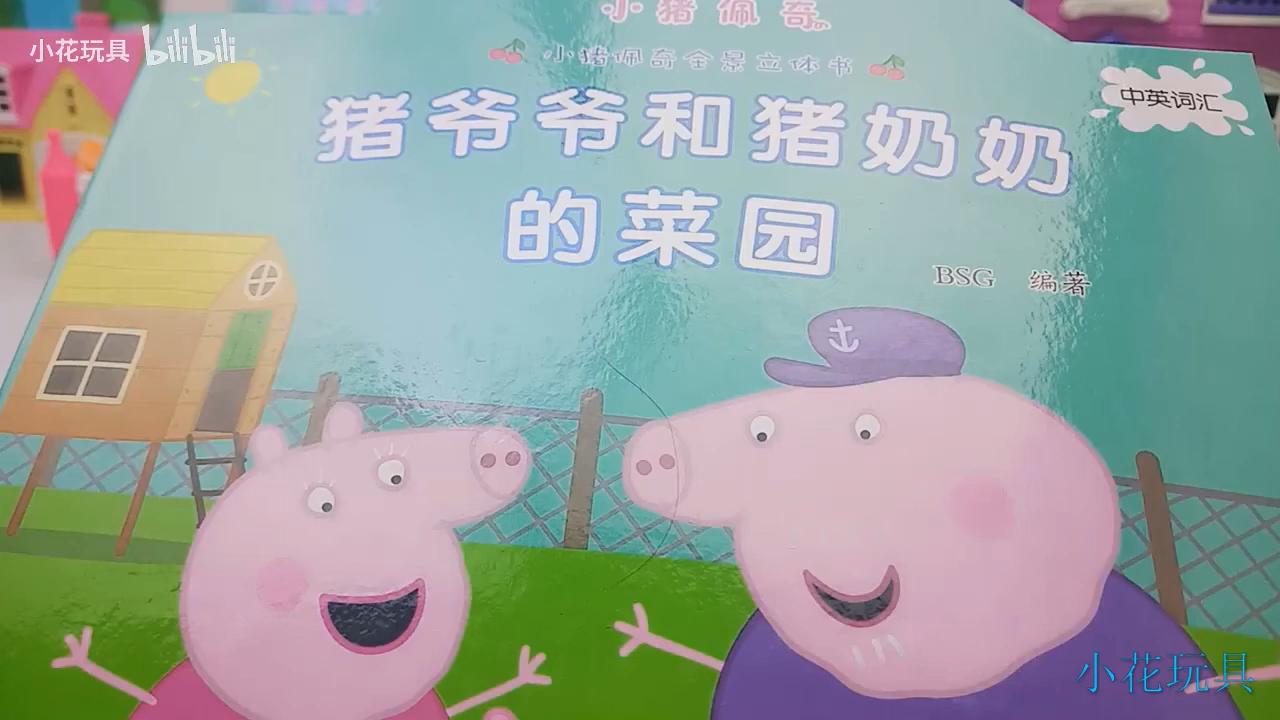 小花玩具 bilibili
小猪佩奇
小猪佩奇全景立体书
中英词汇
猪爷爷和猪奶奶
的菜园
BSG 编著
小花玩具